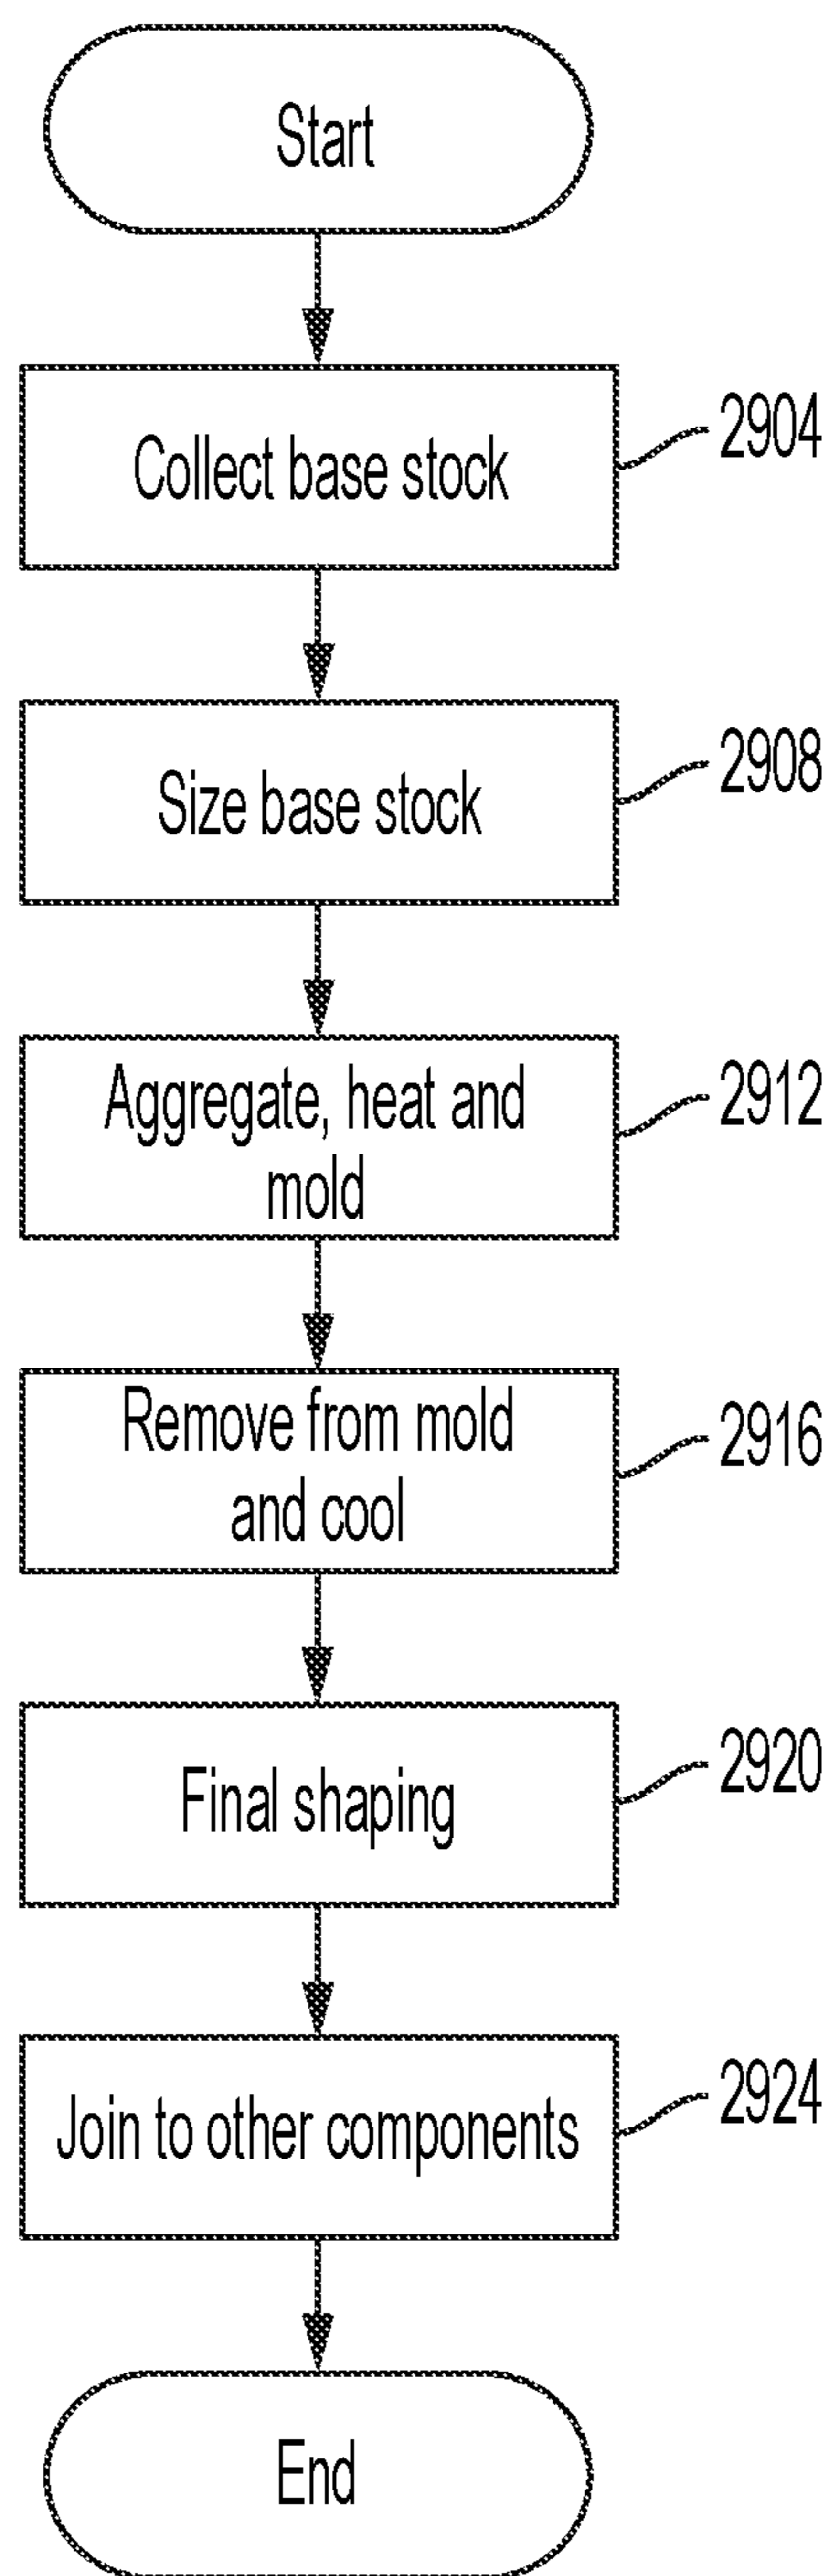 Start
Collect base stock
2904
Size base stock
2908
Aggregate, heat and
mold
2912
Remove from mold
and cool
2916
Final shaping
2920
Join to other components
2924
End